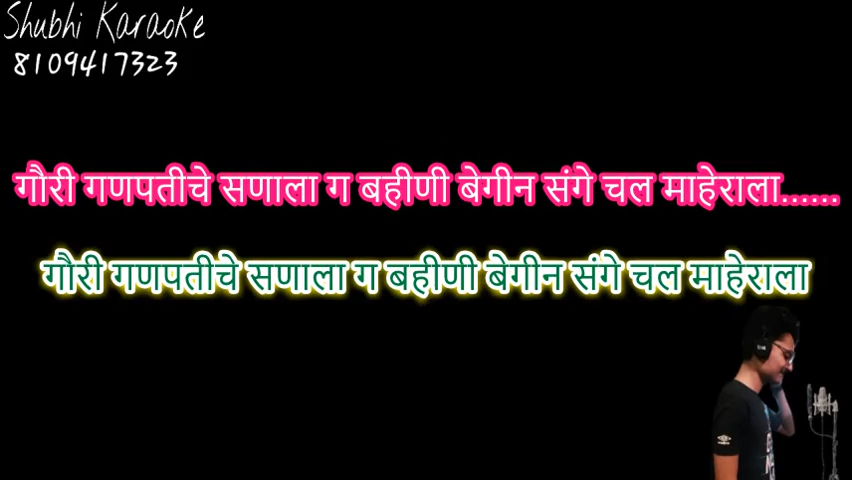 Shubhi Karaoke
8109417323
गौरी गणपतीचे सणाला ग बहीणी बेगीन संगे चल माहेराला......
गौरी गणपतीचे सणाला ग बहीणी बेगीन संगे चल माहेराला